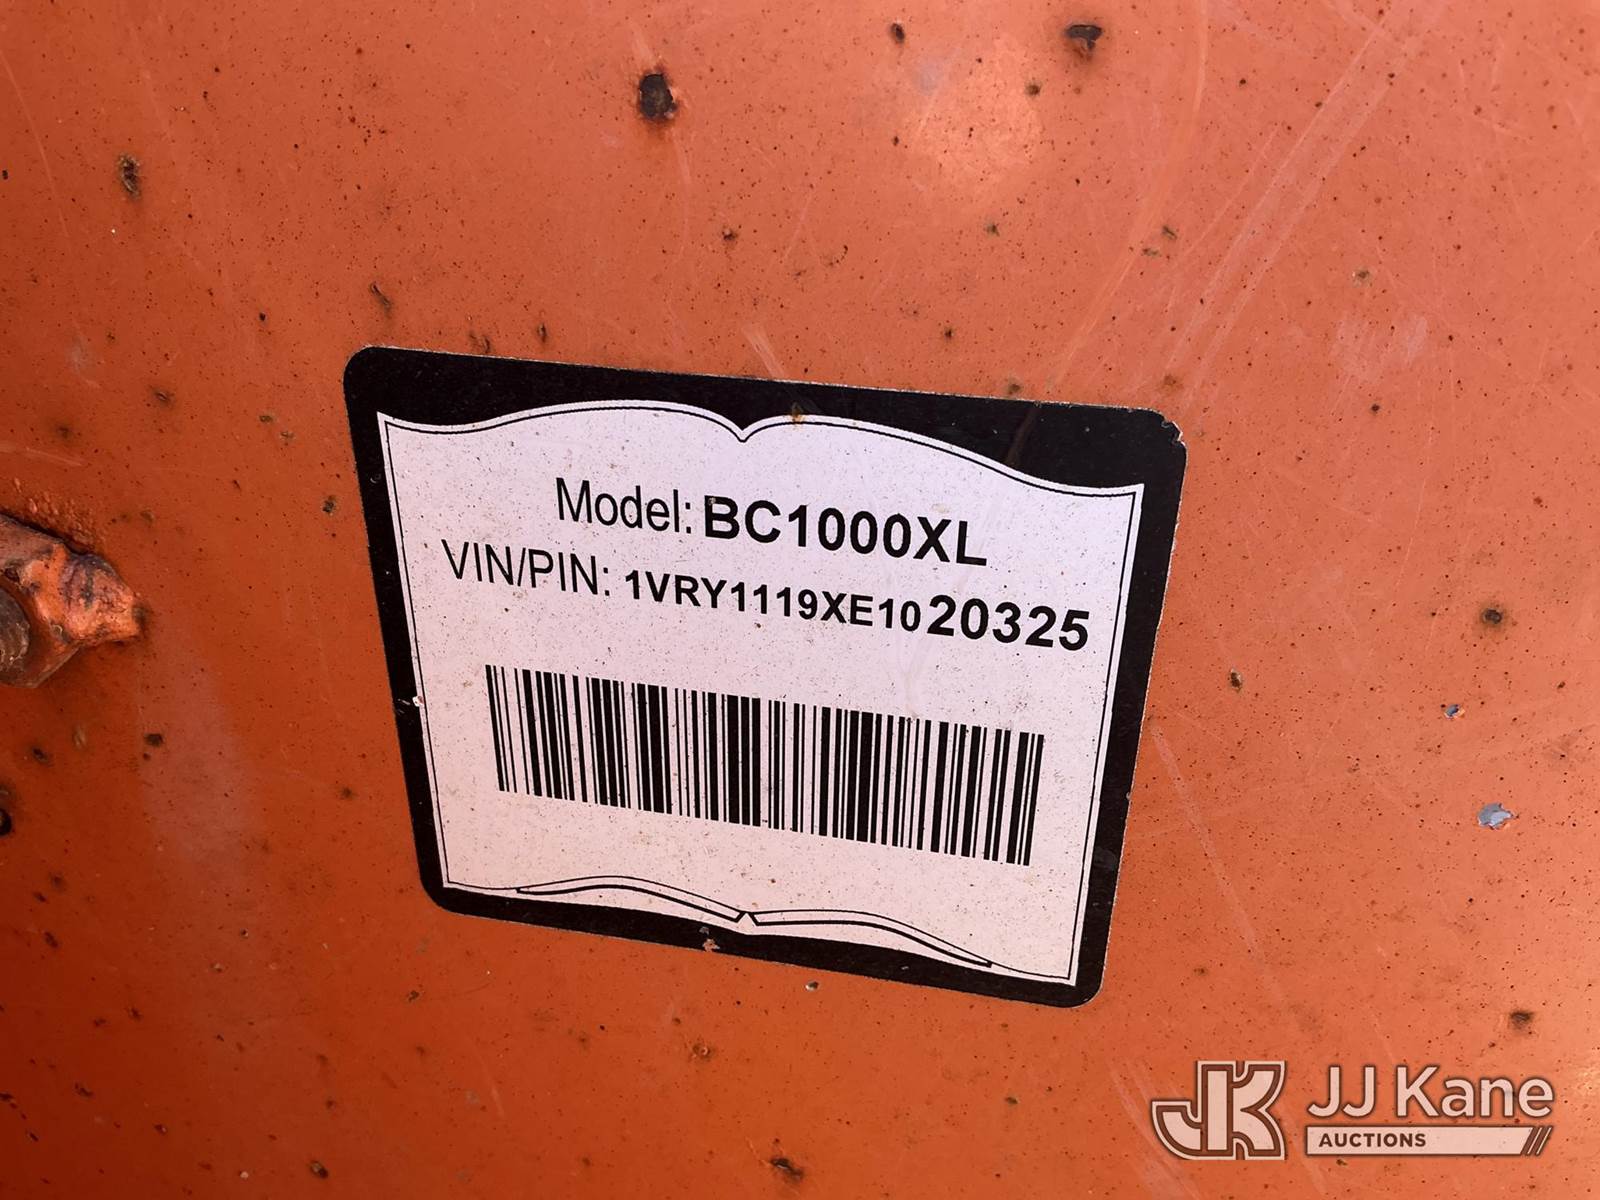 Model: BC1000XL
VIN/PIN: 1VRY1119XE1020325
JJ Kane
AUCTIONS